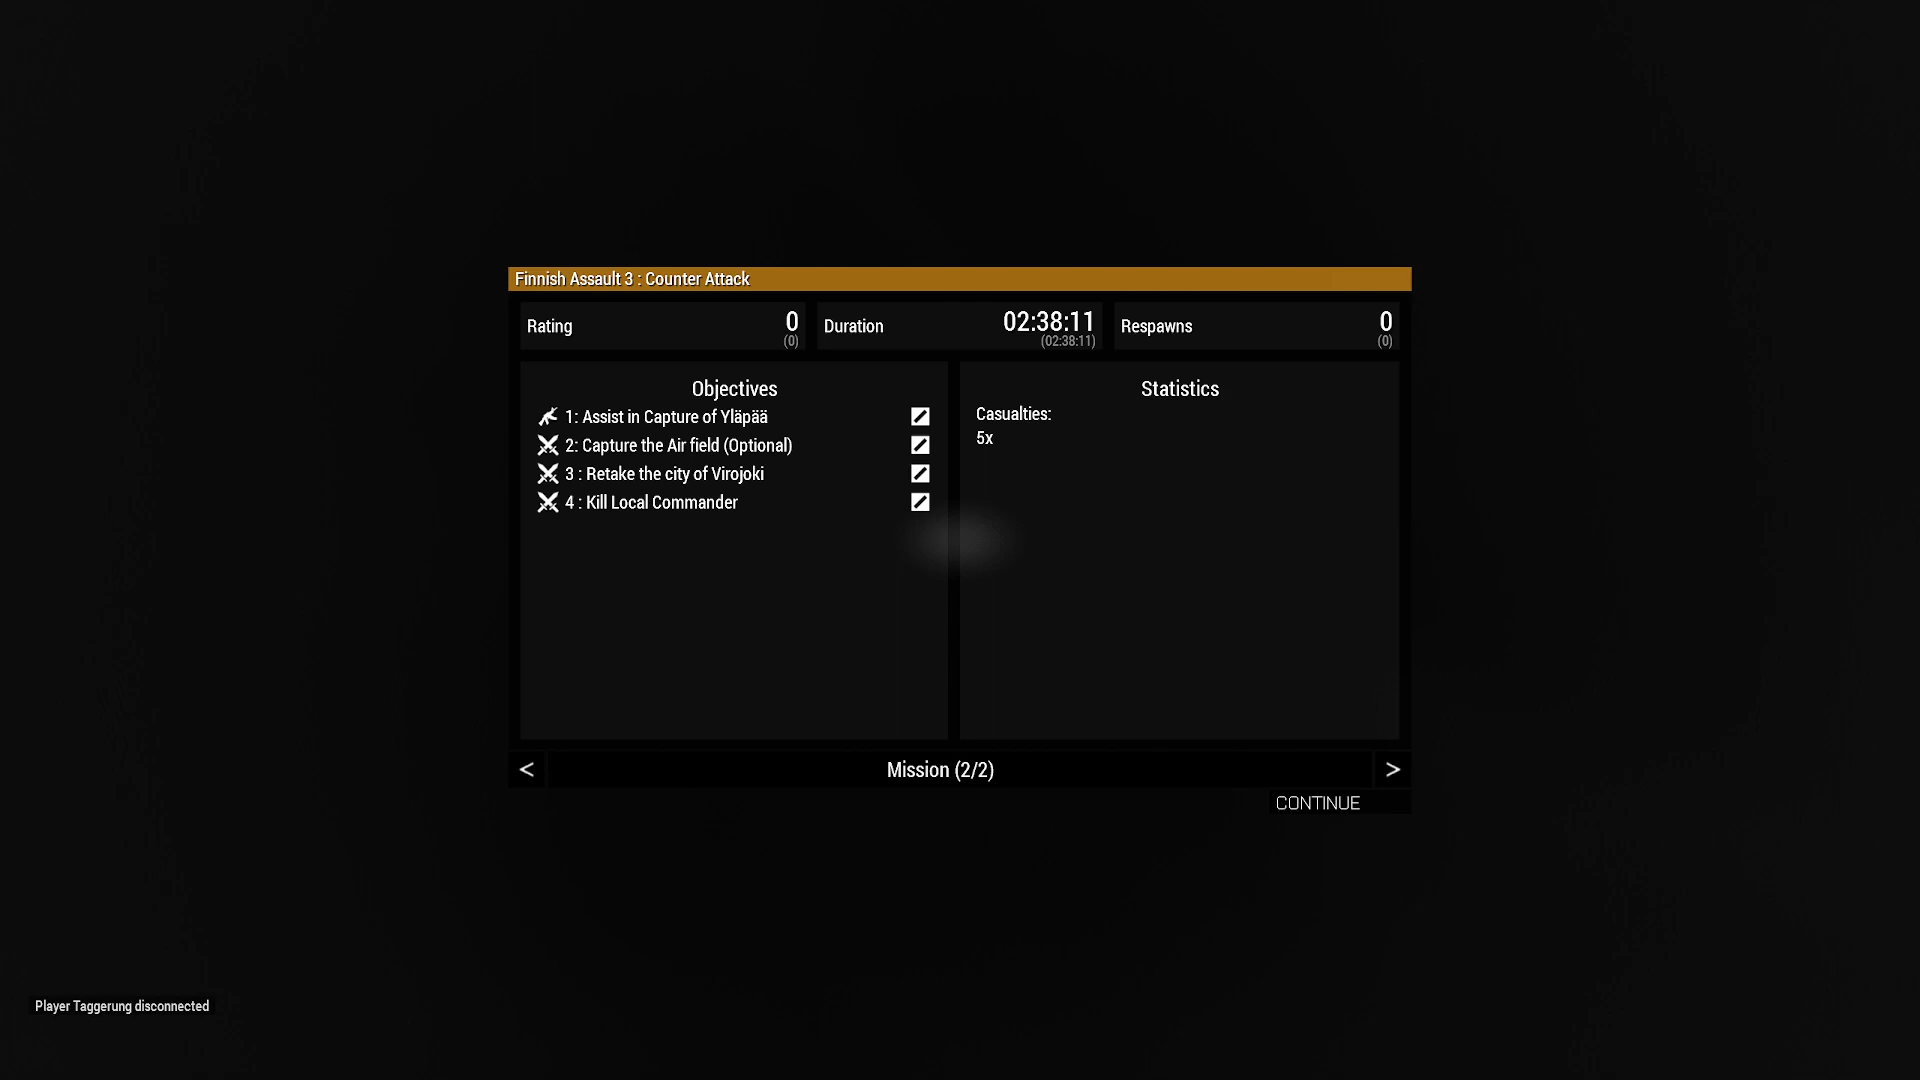 Finnish Assault 3 : Counter Attack
Rating
0
(0)
Duration
02:38:11
(02:38:11)
Respawns
0
(0)
Objectives
1: Assist in Capture of Yläpää
2: Capture the Air field (Optional)
3 : Retake the city of Virojoki
4 : Kill Local Commander
Statistics
Casualties:
5x
< Mission (2/2) >
CONTINUE
Player Taggerung disconnected